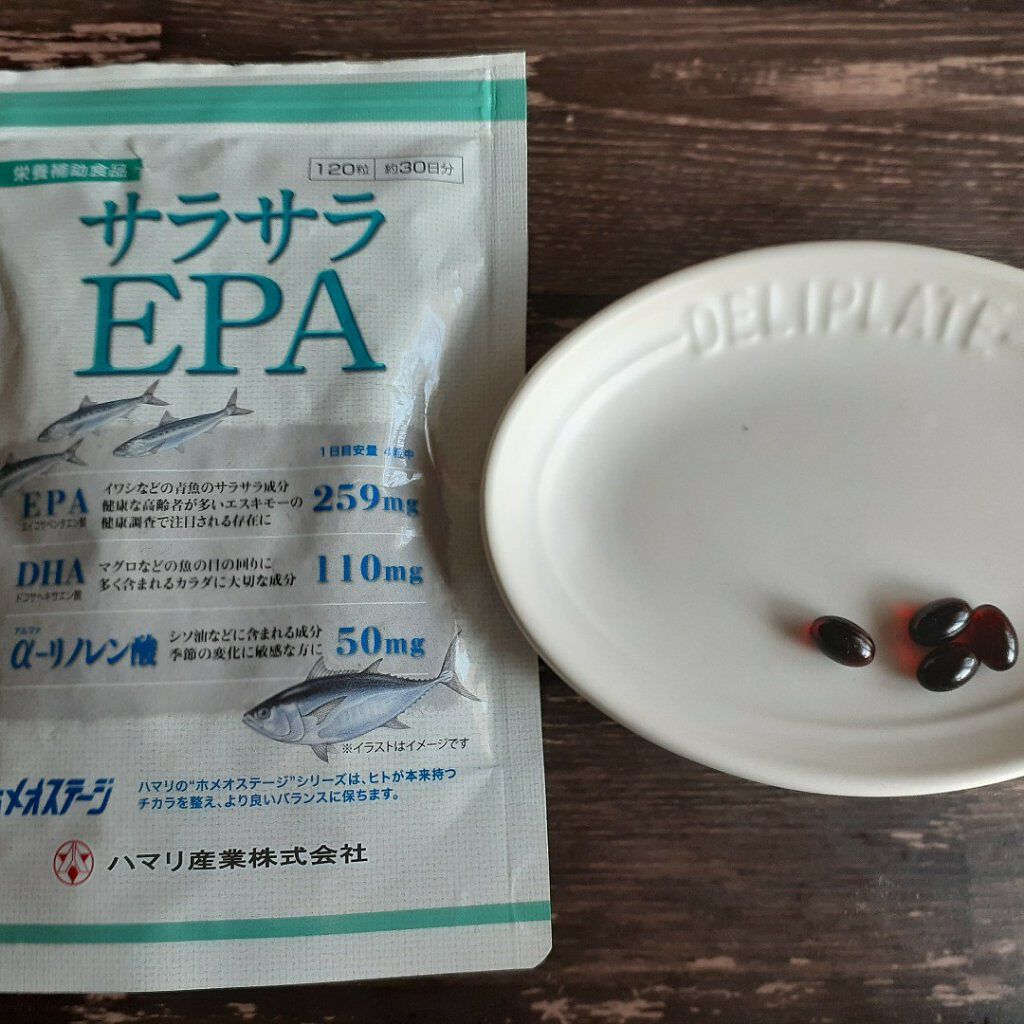 栄養補助食品
120粒 約30日分
サラサラ
EPA
1日目安量 4粒中
EPA
エイコサペンタエン酸
イワシなどの青魚のサラサラ成分
健康な高齢者が多いエスキモーの
健康調査で注目される存在に
259mg
DHA
ドコサヘキサエン酸
マグロなどの魚の目の回りに
多く含まれるカラダに大切な成分
110mg
アルファ
α-リノレン酸
シソ油などに含まれる成分
季節の変化に敏感な方に
50mg
※イラストはイメージです
ホメオステージ
ハマリの“ホメオステージ”シリーズは、ヒトが本来持つ
チカラを整え、より良いバランスに保ちます。
ハマリ産業株式会社
DELIPLATE